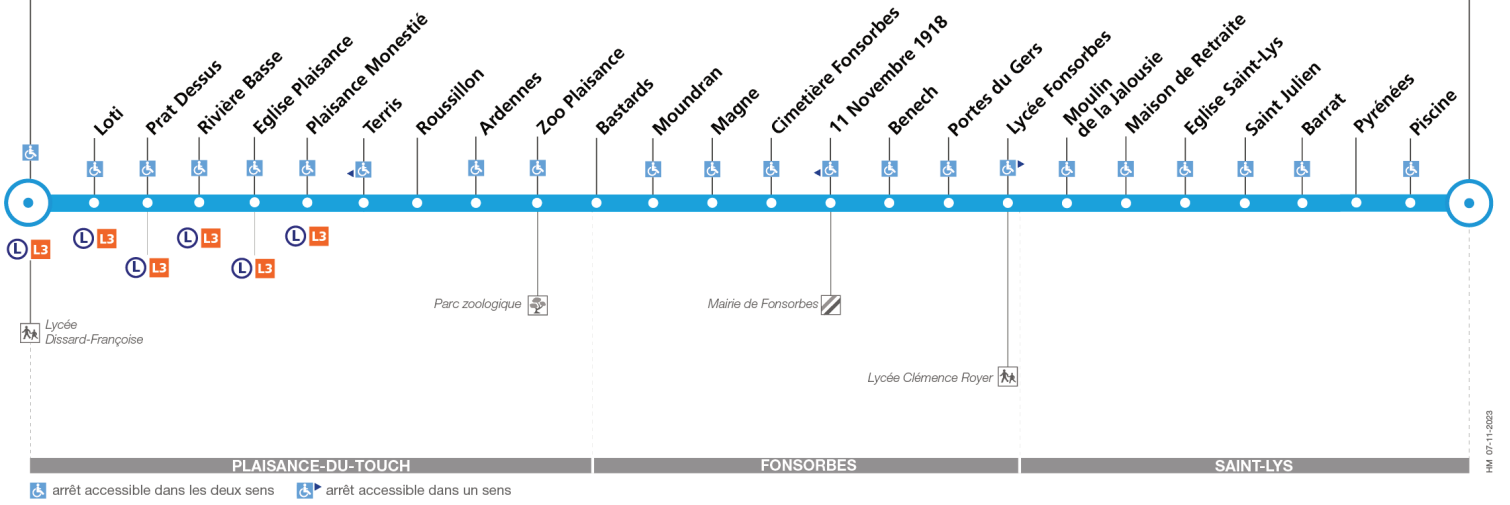 Loti
Prat Dessus
Rivière Basse
Eglise Plaisance
Plaisance Monestié
Terris
Roussillon
Ardennes
Zoo Plaisance
Bastards
Moundran
Magne
Cimetière Fonsorbes
11 Novembre 1918
Benech
Portes du Gers
Lycée Fonsorbes
Moulin
de la Jalousie
Maison de Retraite
Eglise Saint-Lys
Saint Julien
Barrat
Pyrénées
Piscine
L L3
L L3
L L3
L L3
L L3
L L3
Parc zoologique
Mairie de Fonsorbes
Lycée
Dissard-Françoise
Lycée Clémence Royer
PLAISANCE-DU-TOUCH
FONSORBES
SAINT-LYS
arrêt accessible dans les deux sens
arrêt accessible dans un sens
HM 07-11-2023